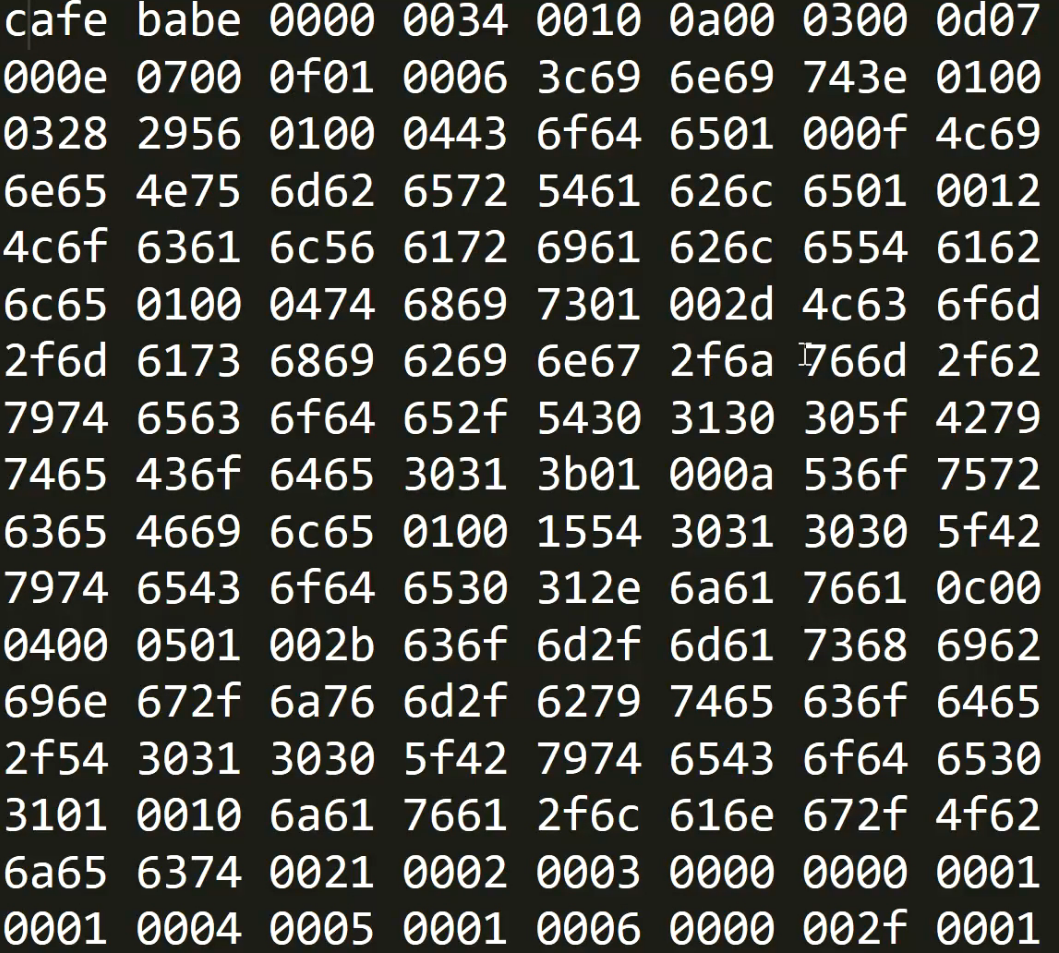 cafe babe 0000 0034 0010 0a00 0300 0d07
000e 0700 0f01 0006 3c69 6e69 743e 0100
0328 2956 0100 0443 6f64 6501 000f 4c69
6e65 4e75 6d62 6572 5461 626c 6501 0012
4c6f 6361 6c56 6172 6961 626c 6554 6162
6c65 0100 0474 6869 7301 002d 4c63 6f6d
2f6d 6173 6869 6269 6e67 2f6a 766d 2f62
7974 6563 6f64 652f 5430 3130 305f 4279
7465 436f 6465 3031 3b01 000a 536f 7572
6365 4669 6c65 0100 1554 3031 3030 5f42
7974 6543 6f64 6530 312e 6a61 7661 0c00
0400 0501 002b 636f 6d2f 6d61 7368 6962
696e 672f 6a76 6d2f 6279 7465 636f 6465
2f54 3031 3030 5f42 7974 6543 6f64 6530
3101 0010 6a61 7661 2f6c 616e 672f 4f62
6a65 6374 0021 0002 0003 0000 0000 0001
0001 0004 0005 0001 0006 0000 002f 0001